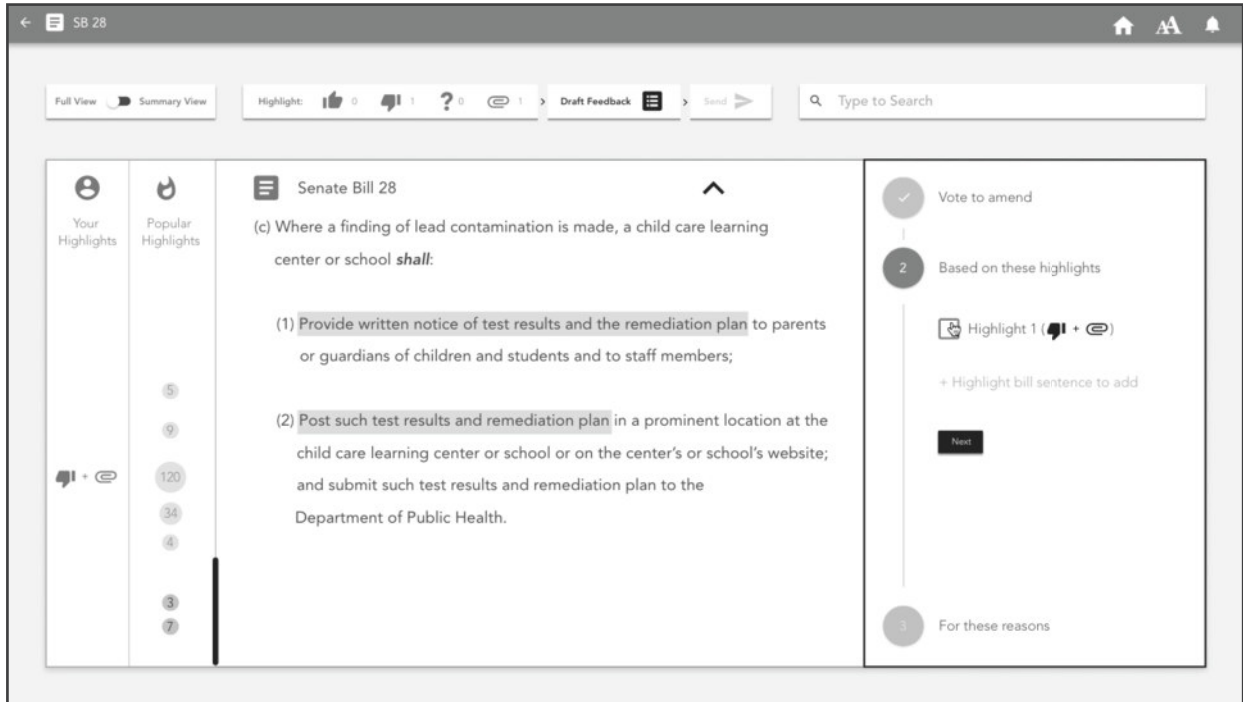 SB 28
AA
Full View Summary View
Highlight: 0 1 ? 0 1 › Draft Feedback › Send
Type to Search
Your
Highlights
Popular
Highlights
5
9
+ 120
34
4
3
7
Senate Bill 28
(c) Where a finding of lead contamination is made, a child care learning
center or school shall:
(1) Provide written notice of test results and the remediation plan to parents
or guardians of children and students and to staff members;
(2) Post such test results and remediation plan in a prominent location at the
child care learning center or school or on the center's or school's website;
and submit such test results and remediation plan to the
Department of Public Health.
Vote to amend
2 Based on these highlights
Highlight 1 ( + )
+ Highlight bill sentence to add
Next
3 For these reasons